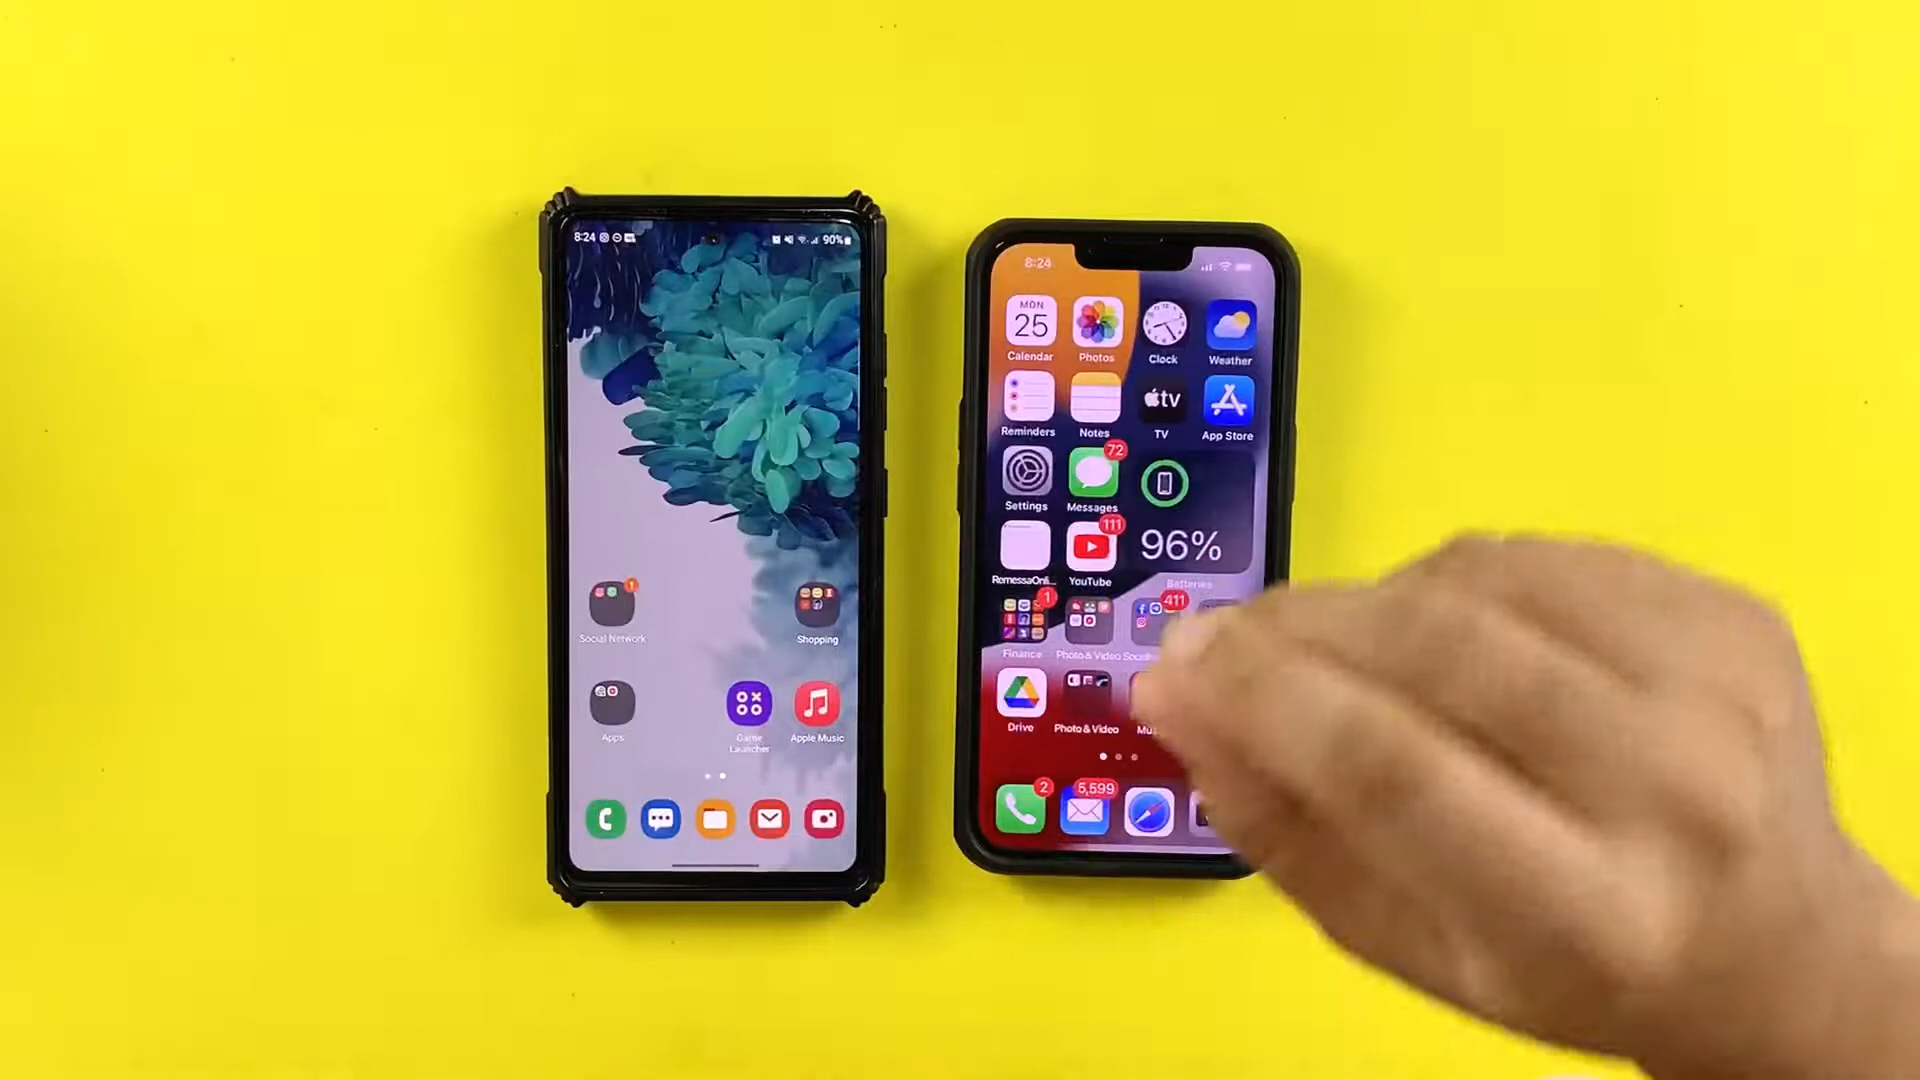 8:24
90%
Social Network
1
Shopping
Apps
Game
Launcher
Apple Music
8:24
MON
25
Calendar
Photos
Clock
Weather
Reminders
Notes
tv
TV
App Store
Settings
72
Messages
96%
Batteries
RemessaOnli...
111
YouTube
1
Finance
Photo & Video
411
Drive
Photo & Video
2
5,599